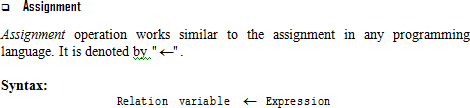 ❑ Assignment
Assignment operation works similar to the assignment in any programming
language. It is denoted by "←".
Syntax:
Relation variable ← Expression